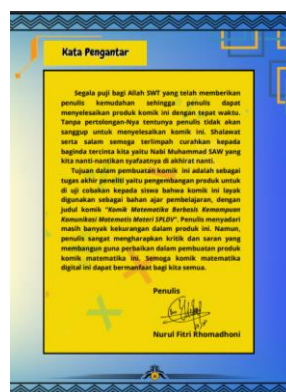 Kata Pengantar
Segala puji bagi Allah SWT yang telah memberikan
penulis kemudahan sehingga penulis dapat
menyelesaikan produk komik ini dengan tepat waktu.
Tanpa pertolongan-Nya tentunya penulis tidak akan
sanggup untuk menyelesaikan komik ini. Shalawat
serta salam semoga terlimpah curahkan kepada
baginda tercinta kita yaitu Nabi Muhammad SAW yang
kita nanti-nantikan syafaatnya di akhirat nanti.
Tujuan dalam pembuatan komik ini adalah sebagai
tugas akhir peneliti yaitu pengembangan produk untuk
di uji cobakan kepada siswa bahwa komik ini layak
digunakan sebagai bahan ajar pembelajaran, dengan
judul komik "Komik Matematika Berbasis Kemampuan
Komunikasi Matematis Materi SPLDV". Penulis menyadari
masih banyak kekurangan dalam produk ini. Namun,
penulis sangat mengharapkan kritik dan saran yang
membangun guna perbaikan dalam pembuatan produk
komik matematika ini. Semoga komik matematika
digital ini dapat bermanfaat bagi kita semua.
Penulis
Nurul Fitri Rhomadhoni